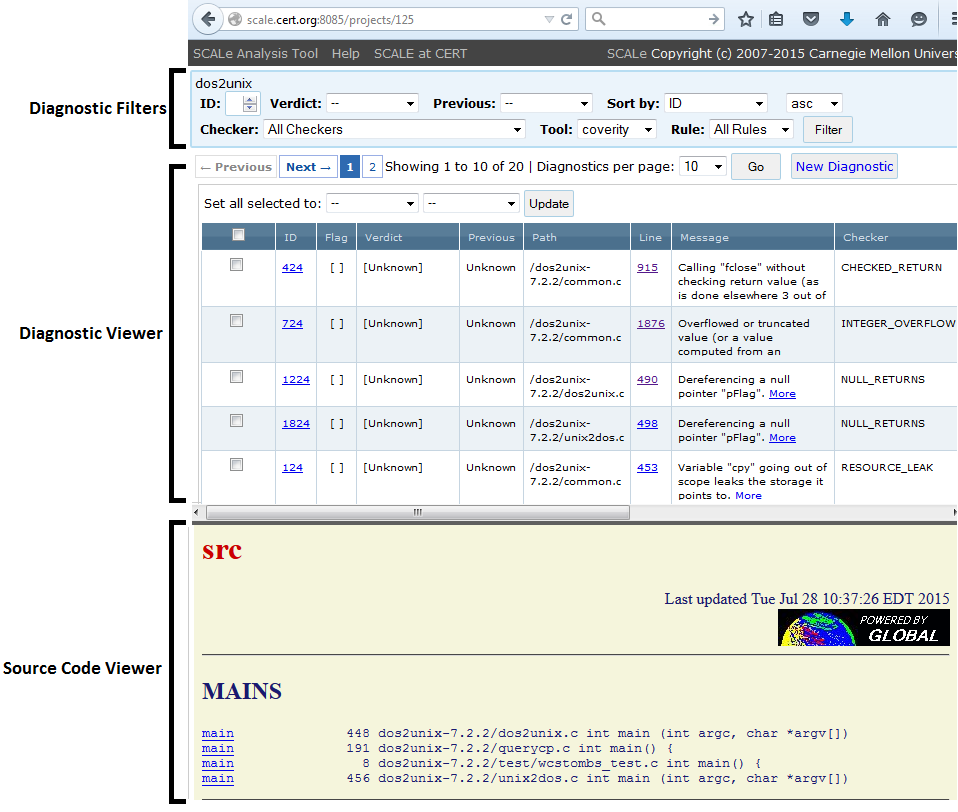 scale.cert.org:8085/projects/125
SCALe Analysis Tool Help SCALE at CERT SCALe Copyright (c) 2007-2015 Carnegie Mellon Univers
Diagnostic Filters
dos2unix
ID: Verdict: -- Previous: -- Sort by: ID asc
Checker: All Checkers Tool: coverity Rule: All Rules Filter
Diagnostic Viewer
← Previous Next → 1 2 Showing 1 to 10 of 20 | Diagnostics per page: 10 Go New Diagnostic
Set all selected to: -- -- Update
ID Flag Verdict Previous Path Line Message Checker
424 [ ] [Unknown] Unknown /dos2unix- 915 Calling "fclose" without CHECKED_RETURN
7.2.2/common.c checking return value (as
is done elsewhere 3 out of
724 [ ] [Unknown] Unknown /dos2unix- 1876 Overflowed or truncated INTEGER_OVERFLOW
7.2.2/common.c value (or a value
computed from an
1224 [ ] [Unknown] Unknown /dos2unix- 490 Dereferencing a null NULL_RETURNS
7.2.2/dos2unix.c pointer "pFlag". More
1824 [ ] [Unknown] Unknown /dos2unix- 498 Dereferencing a null NULL_RETURNS
7.2.2/unix2dos.c pointer "pFlag". More
124 [ ] [Unknown] Unknown /dos2unix- 453 Variable "cpy" going out of RESOURCE_LEAK
7.2.2/common.c scope leaks the storage it
points to. More
Source Code Viewer
src
Last updated Tue Jul 28 10:37:26 EDT 2015
POWERED BY
GLOBAL
MAINS
main 448 dos2unix-7.2.2/dos2unix.c int main (int argc, char *argv[])
main 191 dos2unix-7.2.2/querycp.c int main() {
main 8 dos2unix-7.2.2/test/wcstombs_test.c int main() {
main 456 dos2unix-7.2.2/unix2dos.c int main (int argc, char *argv[])